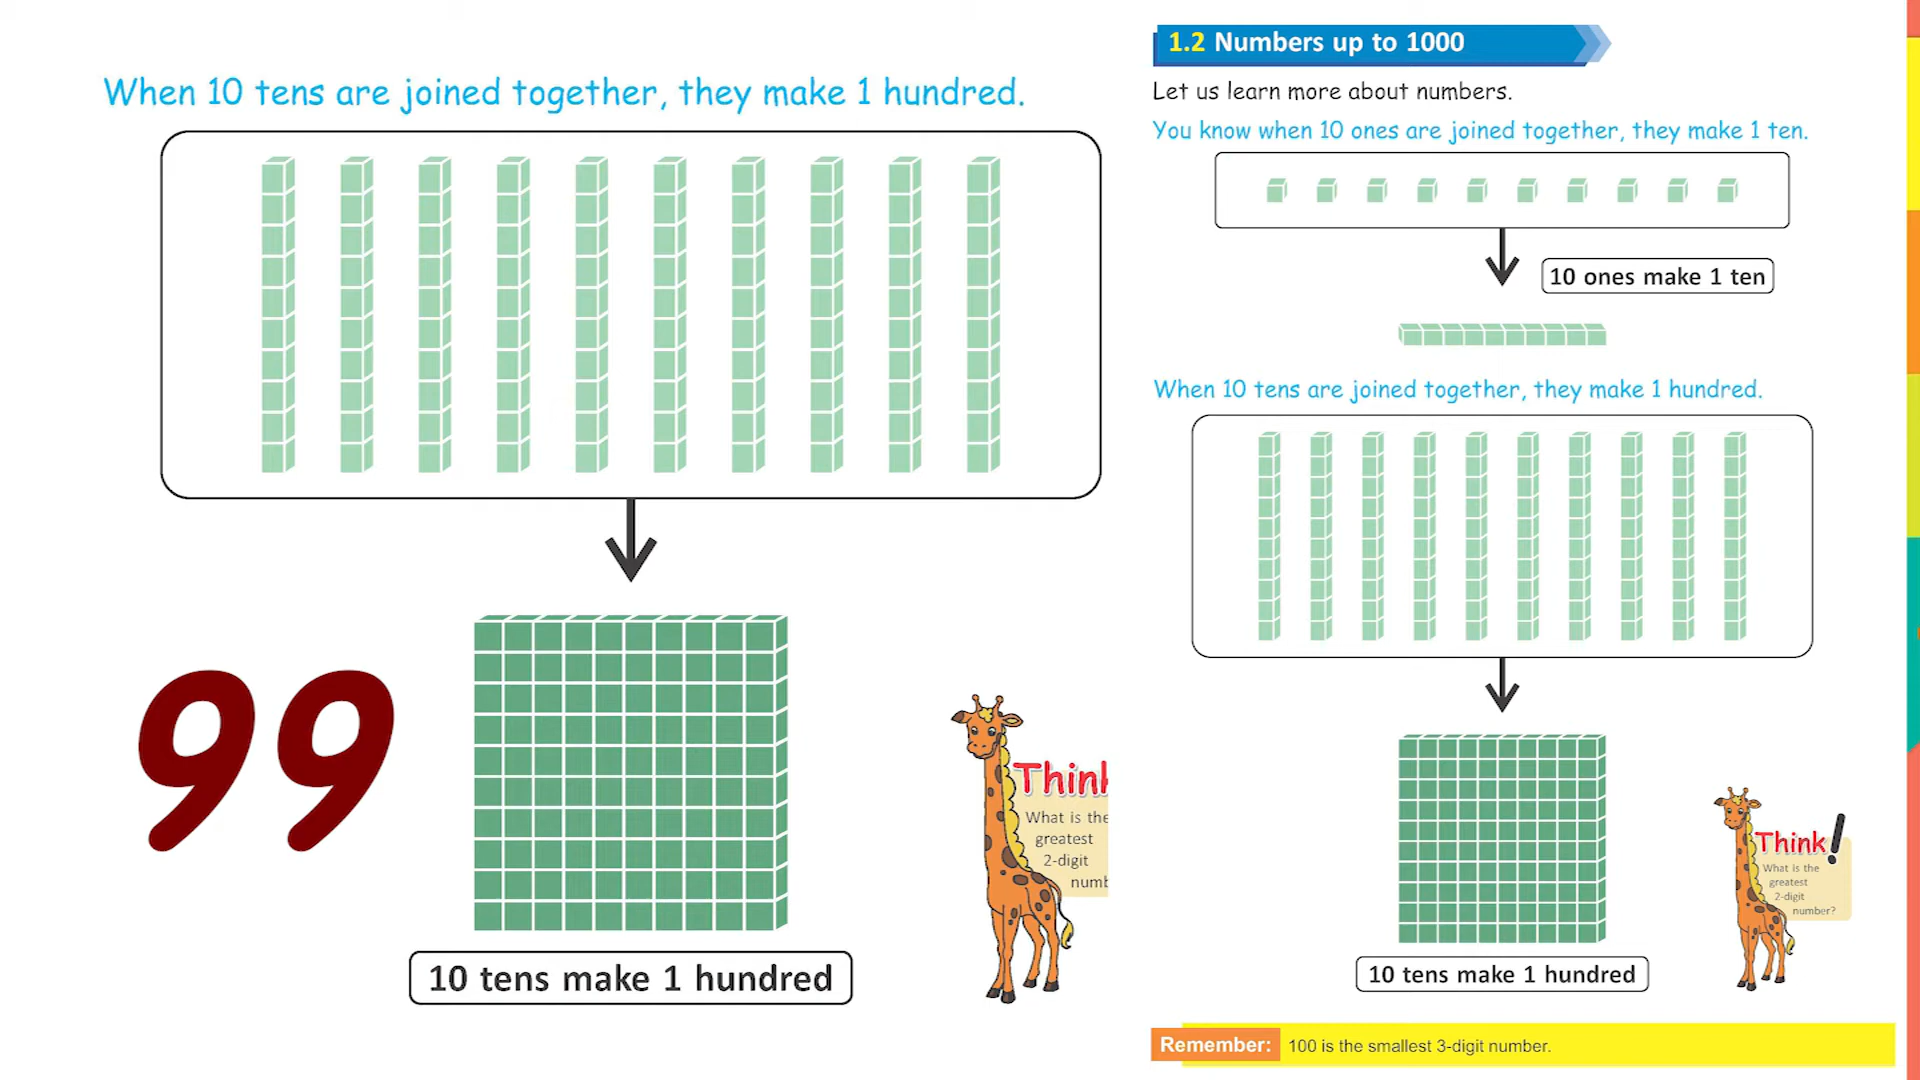 When 10 tens are joined together, they make 1 hundred.
99
Think
What is the
greatest
2-digit
numb
10 tens make 1 hundred
1.2 Numbers up to 1000
Let us learn more about numbers.
You know when 10 ones are joined together, they make 1 ten.
10 ones make 1 ten
When 10 tens are joined together, they make 1 hundred.
Think!
What is the
greatest
2-digit
number?
10 tens make 1 hundred
Remember: 100 is the smallest 3-digit number.